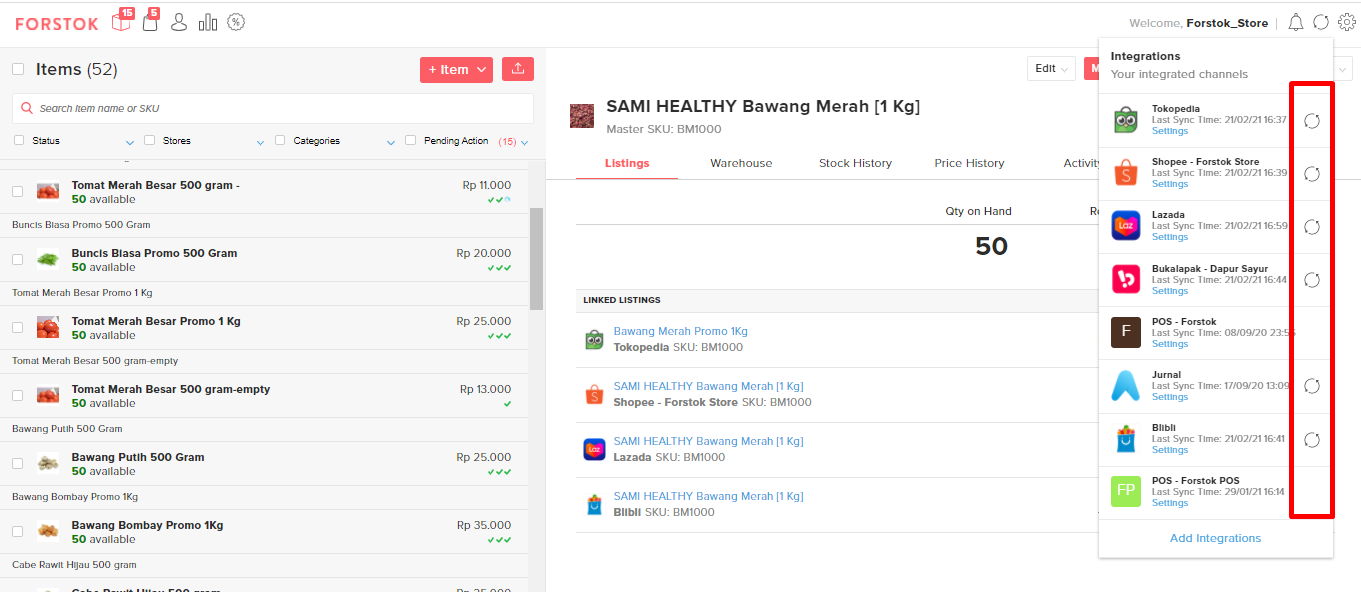 FORSTOK
15
5
Welcome, Forstok_Store
Items (52)
+ Item
Search Item name or SKU
Status
Stores
Categories
Pending Action (15)
Tomat Merah Besar 500 gram -
Rp 11.000
50 available
Buncis Biasa Promo 500 Gram
Buncis Biasa Promo 500 Gram
Rp 20.000
50 available
Tomat Merah Besar Promo 1 Kg
Tomat Merah Besar Promo 1 Kg
Rp 25.000
50 available
Tomat Merah Besar 500 gram-empty
Tomat Merah Besar 500 gram-empty
Rp 13.000
50 available
Bawang Putih 500 Gram
Bawang Putih 500 Gram
Rp 25.000
50 available
Bawang Bombay Promo 1Kg
Bawang Bombay Promo 1Kg
Rp 35.000
50 available
Cabe Rawit Hijau 500 gram
Cabe Rawit Hijau 500 gram
Edit
M
SAMI HEALTHY Bawang Merah [1 Kg]
Master SKU: BM1000
Listings
Warehouse
Stock History
Price History
Activity
Qty on Hand
50
LINKED LISTINGS
Bawang Merah Promo 1Kg
Tokopedia SKU: BM1000
SAMI HEALTHY Bawang Merah [1 Kg]
Shopee - Forstok Store SKU: BM1000
SAMI HEALTHY Bawang Merah [1 Kg]
Lazada SKU: BM1000
SAMI HEALTHY Bawang Merah [1 Kg]
Blibli SKU: BM1000
Integrations
Your integrated channels
Tokopedia
Last Sync Time: 21/02/21 16:37
Settings
Shopee - Forstok Store
Last Sync Time: 21/02/21 16:39
Settings
Laz
Lazada
Last Sync Time: 21/02/21 16:59
Settings
Bukalapak - Dapur Sayur
Last Sync Time: 21/02/21 16:44
Settings
F
POS - Forstok
Last Sync Time: 08/09/20 23:55
Settings
Jurnal
Last Sync Time: 17/09/20 13:09
Settings
Blibli
Last Sync Time: 21/02/21 16:41
Settings
FP
POS - Forstok POS
Last Sync Time: 29/01/21 16:14
Settings
Add Integrations